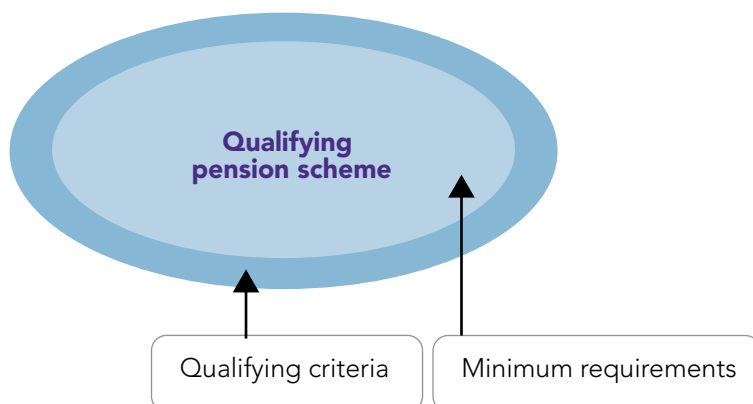 Qualifying
pension scheme
Qualifying criteria
Minimum requirements